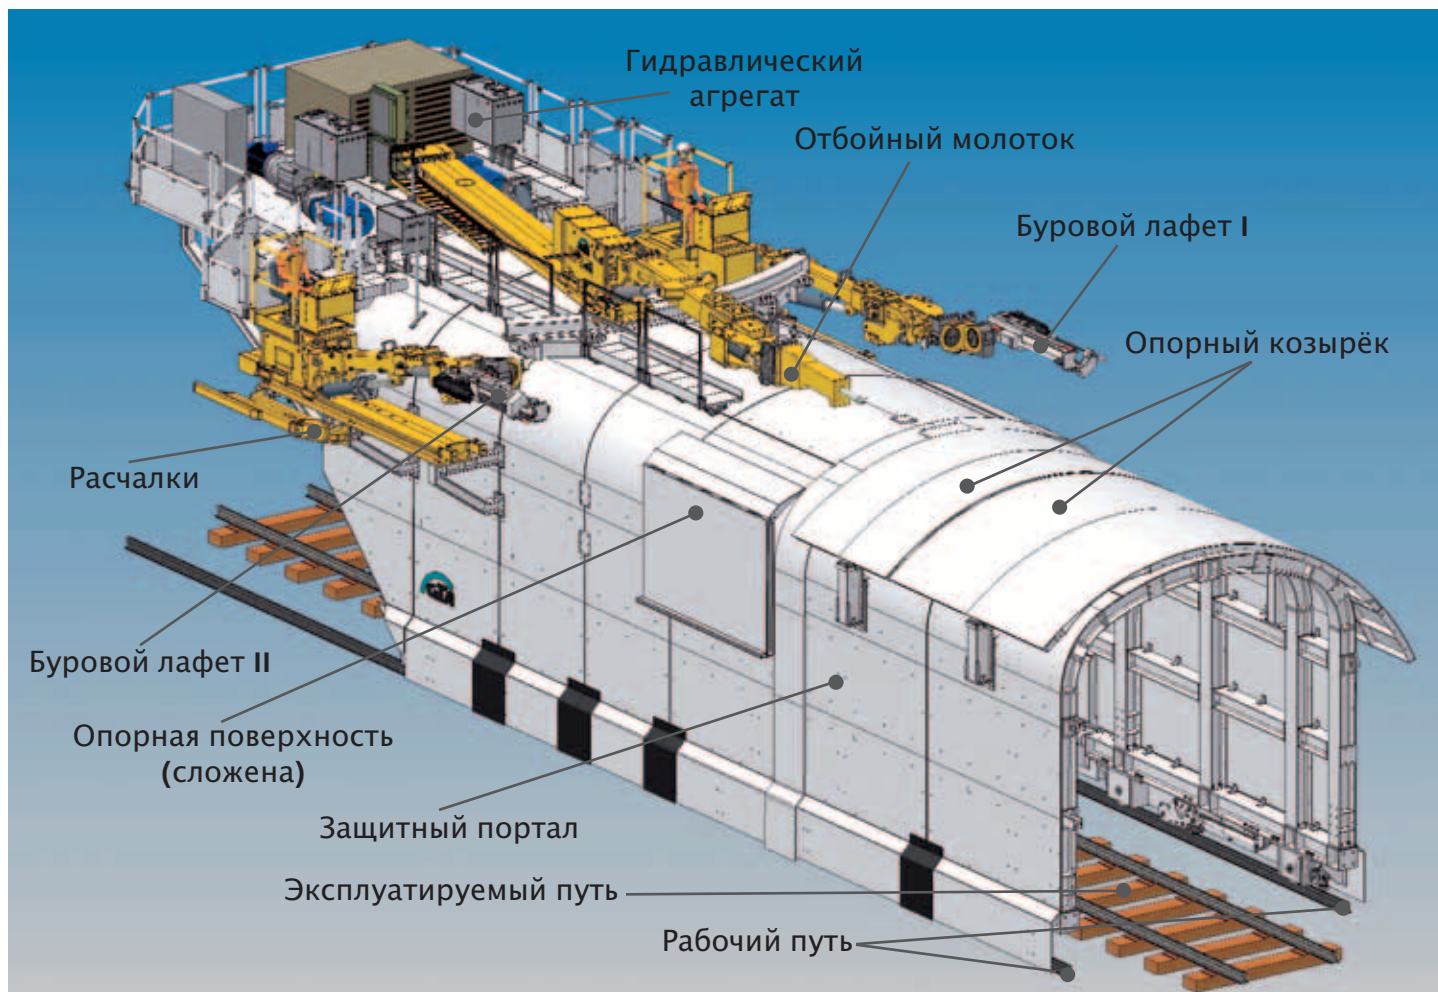 Гидравлический
агрегат
Отбойный молоток
Буровой лафет I
Опорный козырёк
Расчалки
Буровой лафет II
Опорная поверхность
(сложена)
Защитный портал
Эксплуатируемый путь
Рабочий путь